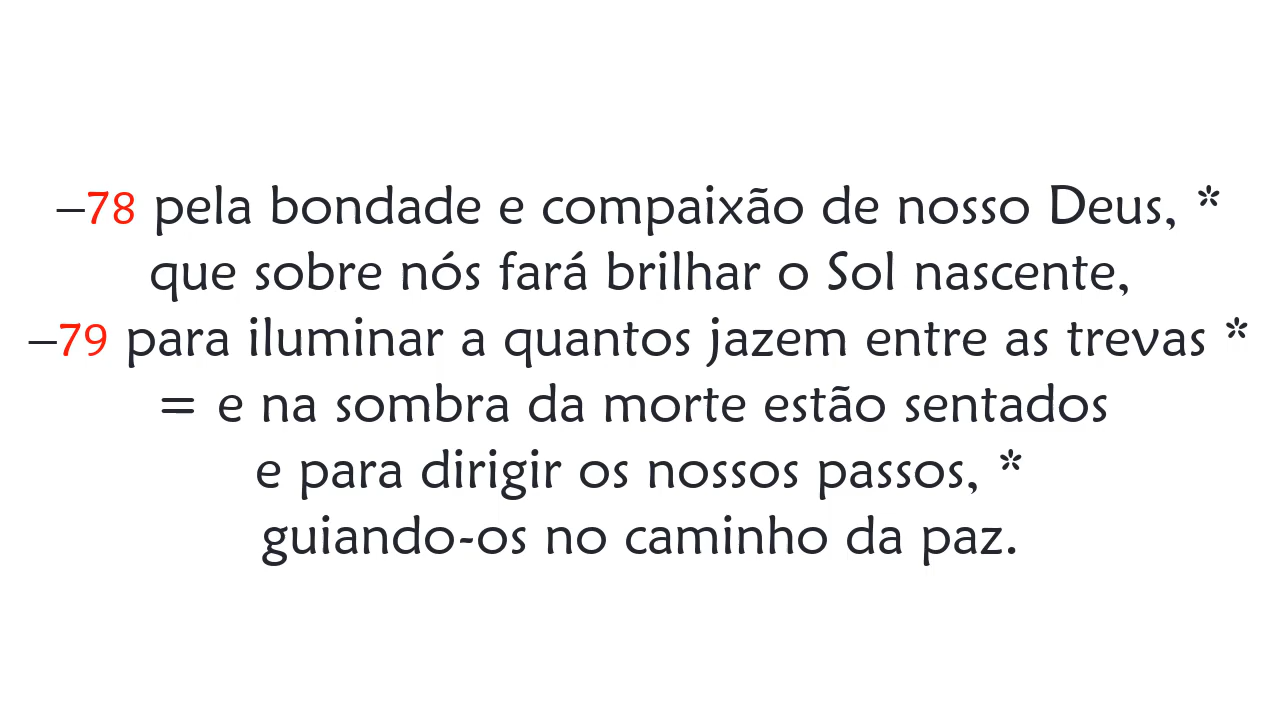 –78 pela bondade e compaixão de nosso Deus, *
que sobre nós fará brilhar o Sol nascente,
–79 para iluminar a quantos jazem entre as trevas *
= e na sombra da morte estão sentados
e para dirigir os nossos passos, *
guiando-os no caminho da paz.